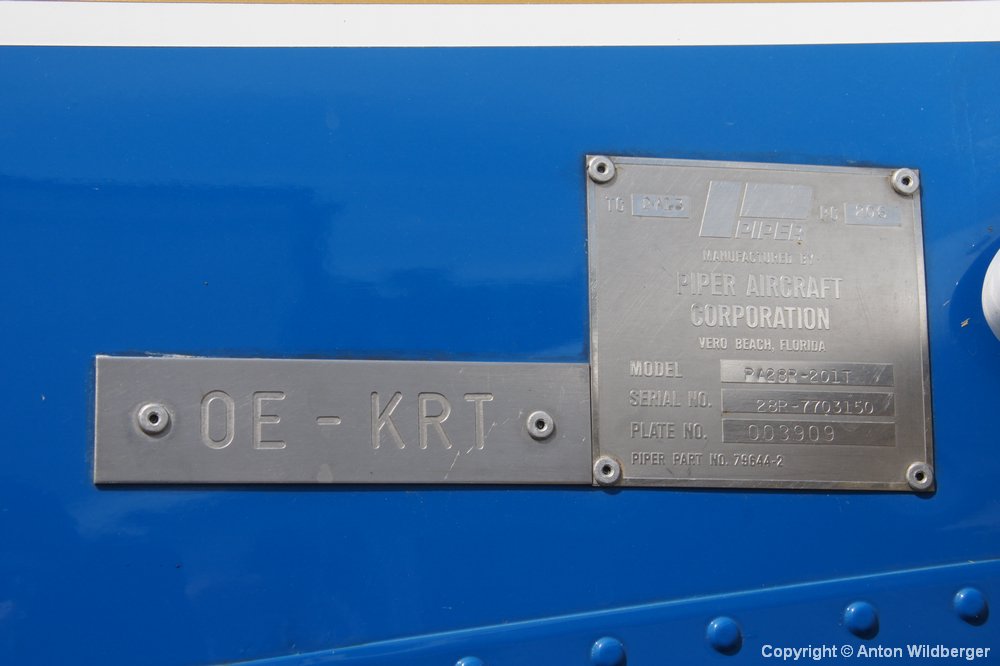 OE - KRT
TC 2A13 PC 206
PIPER
MANUFACTURED BY
PIPER AIRCRAFT
CORPORATION
VERO BEACH, FLORIDA
MODEL PA28R-201T
SERIAL NO. 28R-7703150
PLATE NO. 003909
PIPER PART NO. 79644-2
Copyright © Anton Wildberger